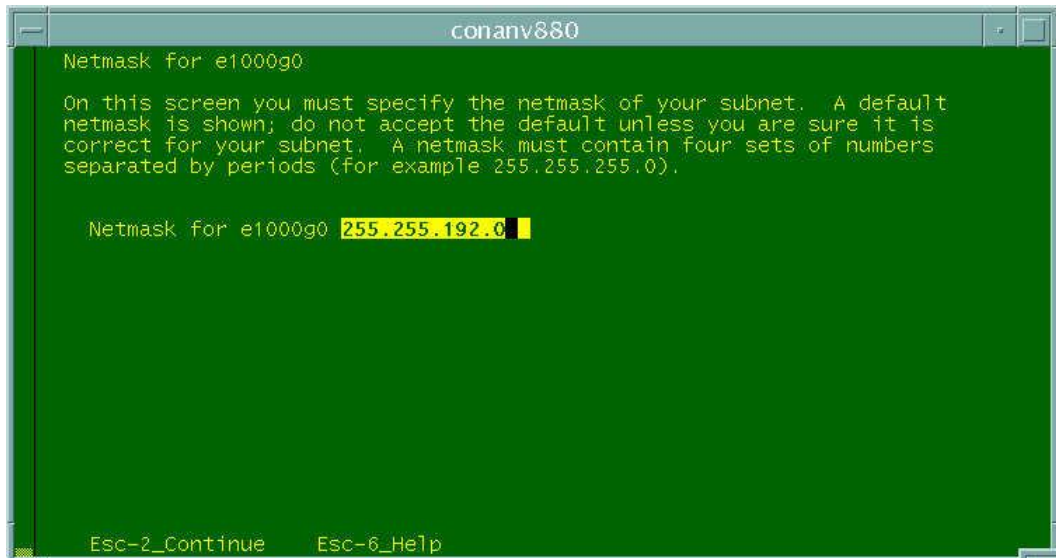 conanv880
Netmask for e1000g0
On this screen you must specify the netmask of your subnet.  A default
netmask is shown; do not accept the default unless you are sure it is
correct for your subnet.  A netmask must contain four sets of numbers
separated by periods (for example 255.255.255.0).
Netmask for e1000g0 255.255.192.0
Esc-2_Continue    Esc-6_Help